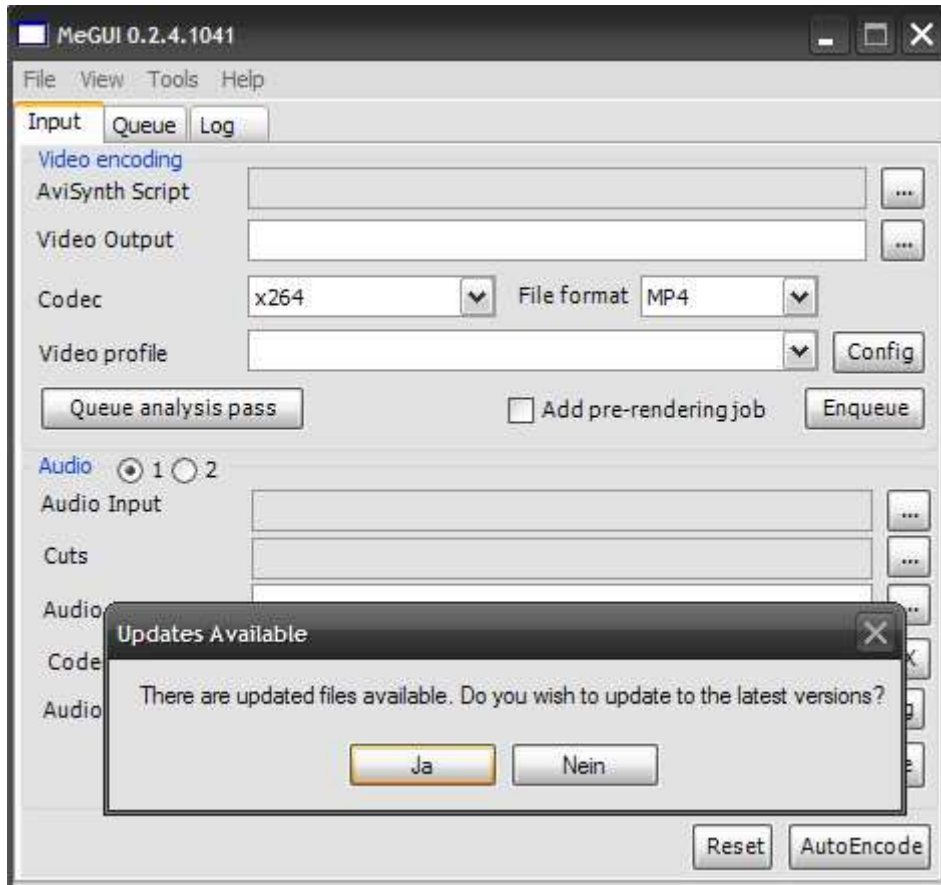 MeGUI 0.2.4.1041
File View Tools Help
Input Queue Log
Video encoding
AviSynth Script ...
Video Output ...
Codec x264 File format MP4
Video profile Config
Queue analysis pass Add pre-rendering job Enqueue
Audio 1 2
Audio Input ...
Cuts ...
Audio
Updates Available
There are updated files available. Do you wish to update to the latest versions?
Ja Nein
Code
Audio
Reset AutoEncode